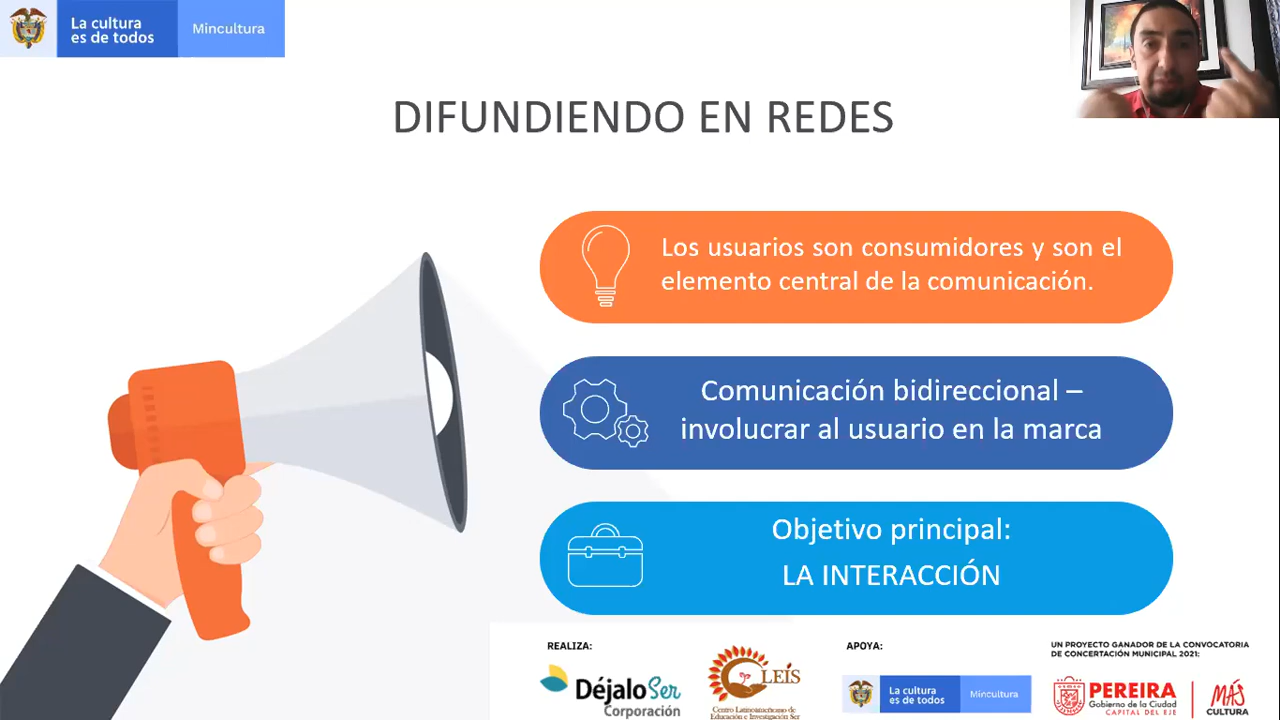 La cultura
es de todos
Mincultura
DIFUNDIENDO EN REDES
Los usuarios son consumidores y son el
elemento central de la comunicación.
Comunicación bidireccional –
involucrar al usuario en la marca
Objetivo principal:
LA INTERACCIÓN
REALIZA:
DéjaloSer
Corporación
CLEÍS
Centro Latinoamericano de
Educación e Investigación Ser
APOYA:
La cultura
es de todos
Mincultura
UN PROYECTO GANADOR DE LA CONVOCATORIA
DE CONCERTACIÓN MUNICIPAL 2021:
PEREIRA
Gobierno de la Ciudad
CAPITAL DEL EJE
MÁS
CULTURA